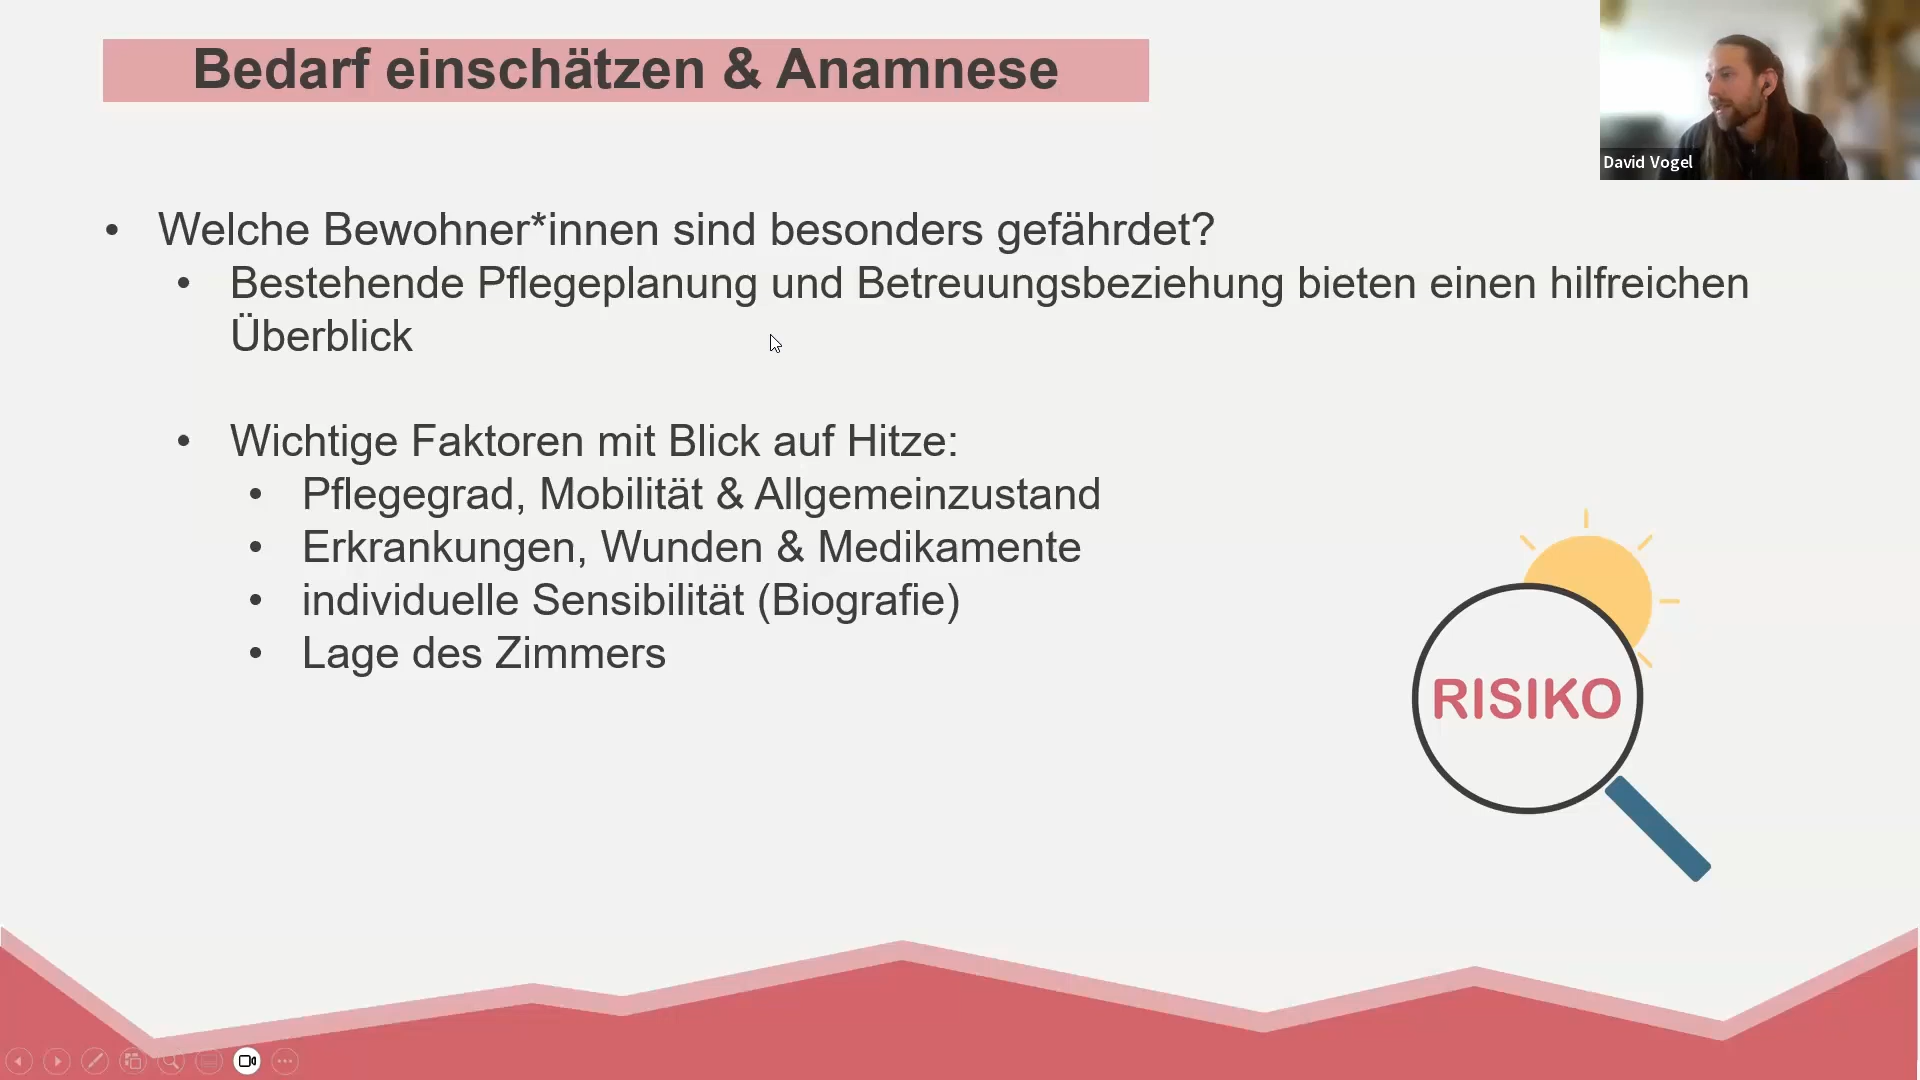 Bedarf einschätzen & Anamnese
David Vogel
Welche Bewohner*innen sind besonders gefährdet?
Bestehende Pflegeplanung und Betreuungsbeziehung bieten einen hilfreichen
Überblick
Wichtige Faktoren mit Blick auf Hitze:
Pflegegrad, Mobilität & Allgemeinzustand
Erkrankungen, Wunden & Medikamente
individuelle Sensibilität (Biografie)
Lage des Zimmers
RISIKO